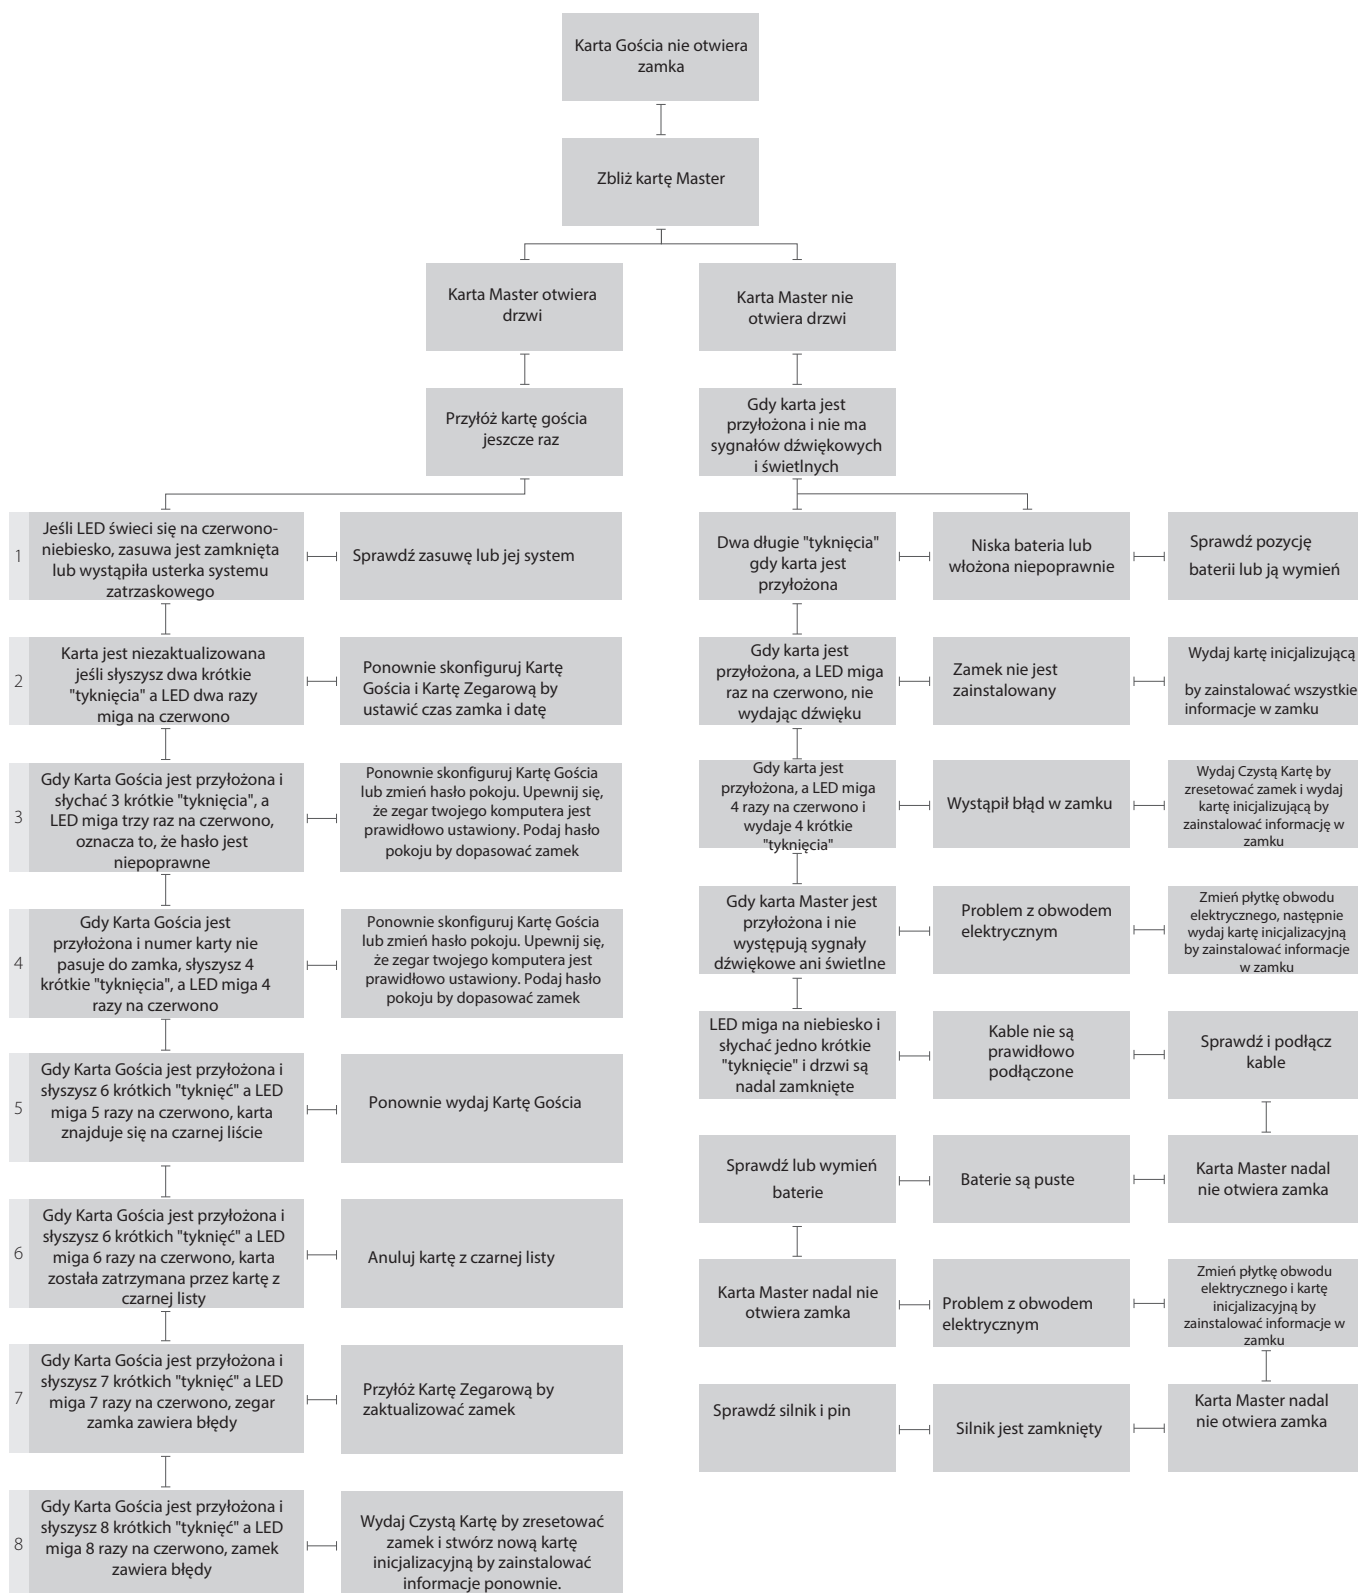 Karta Gościa nie otwiera
zamka
Zbliż kartę Master
Karta Master otwiera
drzwi
Karta Master nie
otwiera drzwi
Przyłóż kartę gościa
jeszcze raz
Gdy karta jest
przyłożona i nie ma
sygnałów dźwiękowych
i świetlnych
1
Jeśli LED świeci się na czerwono-
niebiesko, zasuwa jest zamknięta
lub wystąpiła usterka systemu
zatrzaskowego
Sprawdź zasuwę lub jej system
2
Karta jest niezaktualizowana
jeśli słyszysz dwa krótkie
"tyknięcia" a LED dwa razy
miga na czerwono
Ponownie skonfiguruj Kartę
Gościa i Kartę Zegarową by
ustawić czas zamka i datę
3
Gdy Karta Gościa jest przyłożona i
słychać 3 krótkie "tyknięcia", a
LED miga trzy raz na czerwono,
oznacza to, że hasło jest
niepoprawne
Ponownie skonfiguruj Kartę Gościa
lub zmień hasło pokoju. Upewnij się,
że zegar twojego komputera jest
prawidłowo ustawiony. Podaj hasło
pokoju by dopasować zamek
4
Gdy Karta Gościa jest
przyłożona i numer karty nie
pasuje do zamka, słyszysz 4
krótkie "tyknięcia", a LED miga 4
razy na czerwono
Ponownie skonfiguruj Kartę Gościa
lub zmień hasło pokoju. Upewnij się,
że zegar twojego komputera jest
prawidłowo ustawiony. Podaj hasło
pokoju by dopasować zamek
5
Gdy Karta Gościa jest przyłożona i
słyszysz 6 krótkich "tyknięć" a LED
miga 5 razy na czerwono, karta
znajduje się na czarnej liście
Ponownie wydaj Kartę Gościa
6
Gdy Karta Gościa jest przyłożona i
słyszysz 6 krótkich "tyknięć" a LED
miga 6 razy na czerwono, karta
została zatrzymana przez kartę z
czarnej listy
Anuluj kartę z czarnej listy
7
Gdy Karta Gościa jest przyłożona i
słyszysz 7 krótkich "tyknięć" a LED
miga 7 razy na czerwono, zegar
zamka zawiera błędy
Przyłóż Kartę Zegarową by
zaktualizować zamek
8
Gdy Karta Gościa jest przyłożona i
słyszysz 8 krótkich "tyknięć" a LED
miga 8 razy na czerwono, zamek
zawiera błędy
Wydaj Czystą Kartę by zresetować
zamek i stwórz nową kartę
inicjalizacyjną by zainstalować
informacje ponownie.
Dwa długie "tyknięcia"
gdy karta jest
przyłożona
Niska bateria lub
włożona niepoprawnie
Sprawdź pozycję
baterii lub ją wymień
Gdy karta jest
przyłożona, a LED miga
raz na czerwono, nie
wydając dźwięku
Zamek nie jest
zainstalowany
Wydaj kartę inicjalizującą
by zainstalować wszystkie
informacje w zamku
Gdy karta jest
przyłożona, a LED miga
4 razy na czerwono i
wydaje 4 krótkie
"tyknięcia"
Wystąpił błąd w zamku
Wydaj Czystą Kartę by
zresetować zamek i wydaj
kartę inicjalizującą by
zainstalować informację w
zamku
Gdy karta Master jest
przyłożona i nie
występują sygnały
dźwiękowe ani świetlne
Problem z obwodem
elektrycznym
Zmień płytkę obwodu
elektrycznego, następnie
wydaj kartę inicjalizacyjną
by zainstalować informacje
w zamku
LED miga na niebiesko i
słychać jedno krótkie
"tyknięcie" i drzwi są
nadal zamknięte
Kable nie są
prawidłowo
podłączone
Sprawdź i podłącz
kable
Sprawdź lub wymień
baterie
Baterie są puste
Karta Master nadal
nie otwiera zamka
Karta Master nadal nie
otwiera zamka
Problem z obwodem
elektrycznym
Zmień płytkę obwodu
elektrycznego i kartę
inicjalizacyjną by
zainstalować informacje w
zamku
Sprawdź silnik i pin
Silnik jest zamknięty
Karta Master nadal
nie otwiera zamka